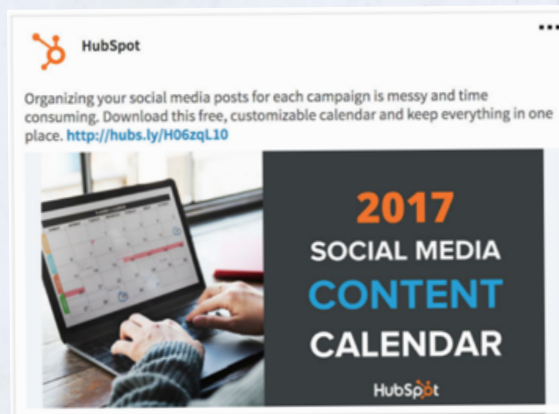 HubSpot
Organizing your social media posts for each campaign is messy and time
consuming. Download this free, customizable calendar and keep everything in one
place. http://hubs.ly/H06zqL10
2017
SOCIAL MEDIA
CONTENT
CALENDAR
HubSpot